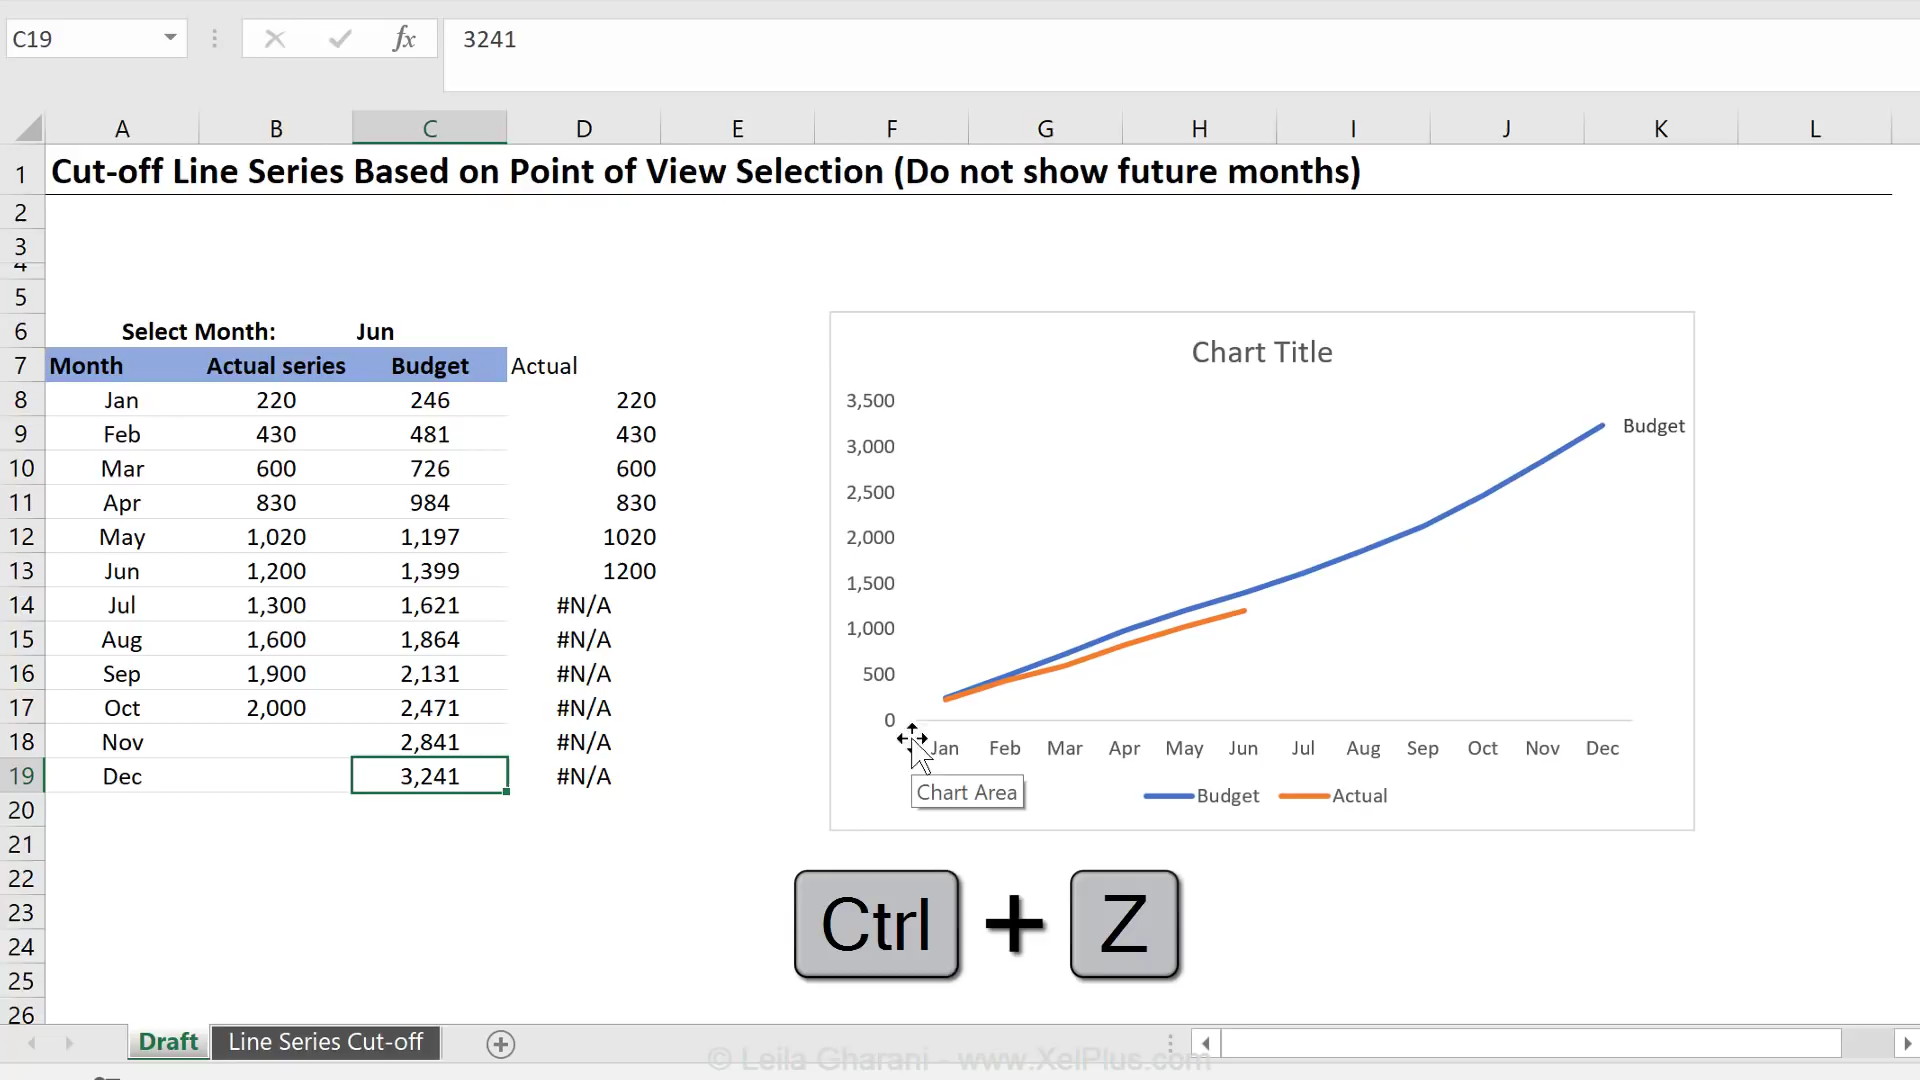 C19 fx 3241
A B C D E F G H I J K L
1 Cut-off Line Series Based on Point of View Selection (Do not show future months)
2
3
4
5
6 Select Month: Jun
7 Month Actual series Budget Actual
8 Jan 220 246 220
9 Feb 430 481 430
10 Mar 600 726 600
11 Apr 830 984 830
12 May 1,020 1,197 1020
13 Jun 1,200 1,399 1200
14 Jul 1,300 1,621 #N/A
15 Aug 1,600 1,864 #N/A
16 Sep 1,900 2,131 #N/A
17 Oct 2,000 2,471 #N/A
18 Nov 2,841 #N/A
19 Dec 3,241 #N/A
20
21
22
23
24
25
26
Chart Title
3,500
Budget
3,000
2,500
2,000
1,500
1,000
500
0
Jan Feb Mar Apr May Jun Jul Aug Sep Oct Nov Dec
Chart Area
Budget Actual
Ctrl + Z
Draft Line Series Cut-off
© Leila Gharani - www.XelPlus.com